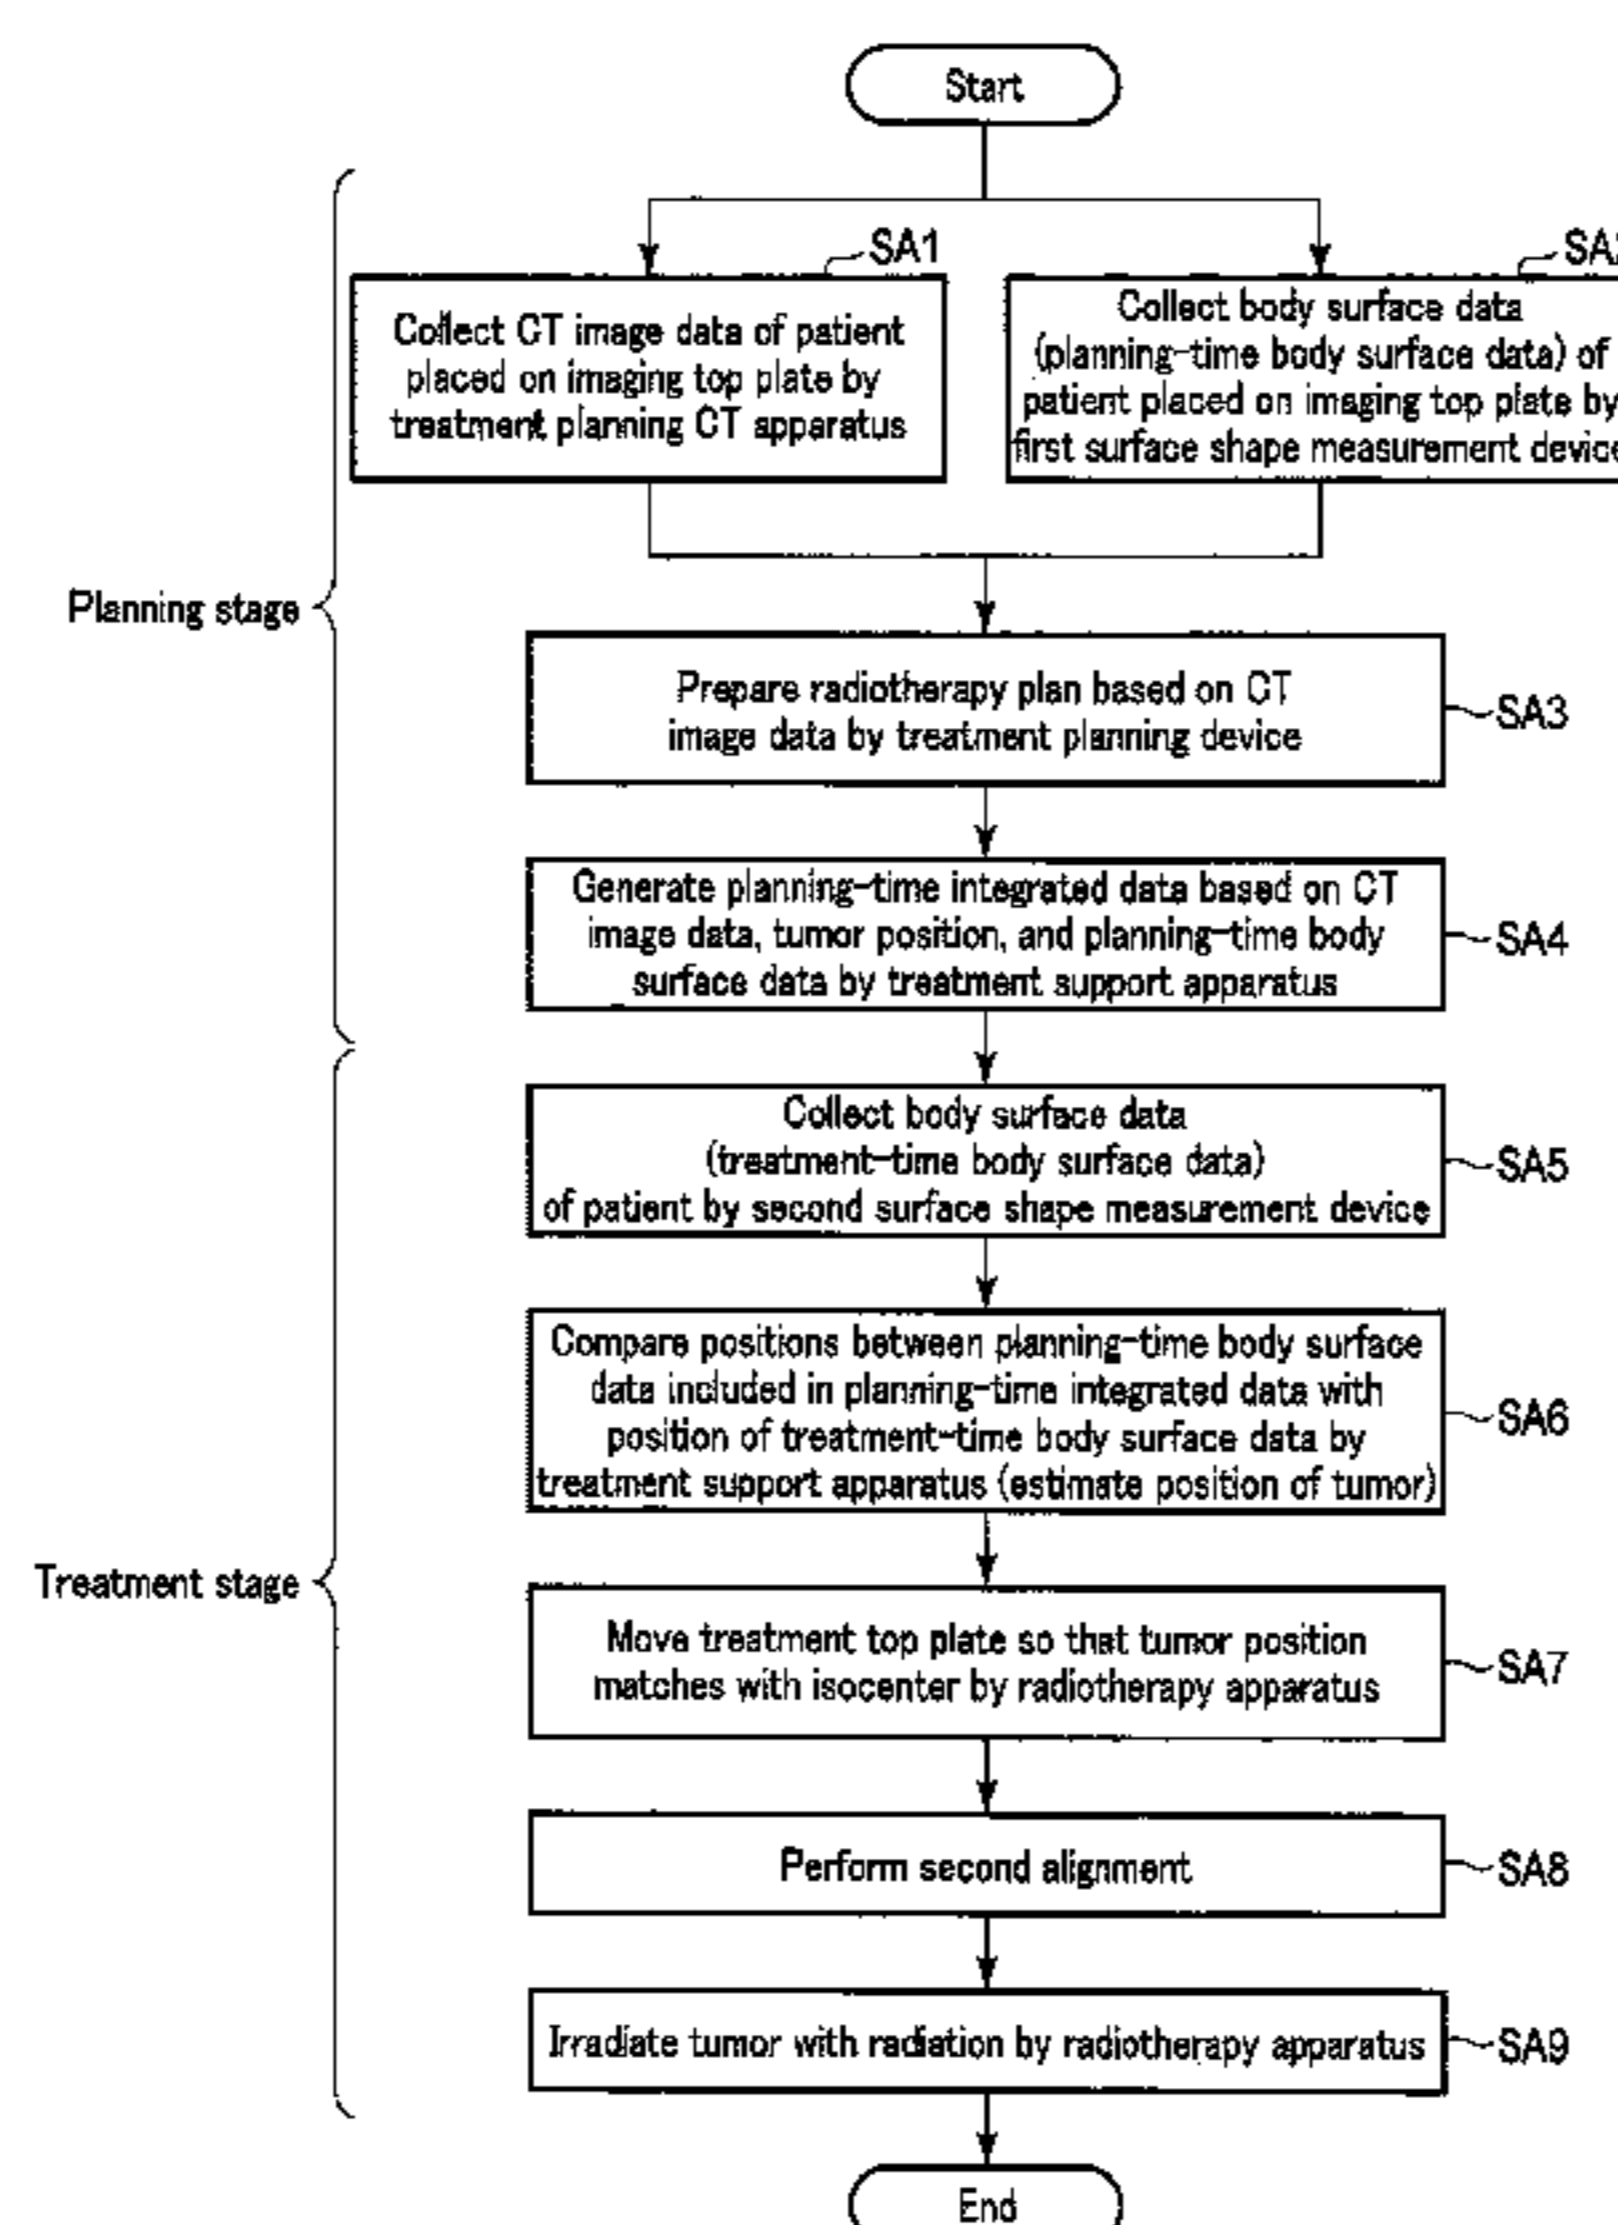 Start
SA1
Collect CT image data of patient
placed on imaging top plate by
treatment planning CT apparatus
Collect body surface data
(planning-time body surface data) of
patient placed on imaging top plate by
first surface shape measurement device
Planning stage
Prepare radiotherapy plan based on CT
image data by treatment planning device
SA3
Generate planning-time integrated data based on CT
image data, tumor position, and planning-time body
surface data by treatment support apparatus
SA4
Collect body surface data
(treatment-time body surface data)
of patient by second surface shape measurement device
SA5
Compare positions between planning-time body surface
data included in planning-time integrated data with
position of treatment-time body surface data by
treatment support apparatus (estimate position of tumor)
SA6
Treatment stage
Move treatment top plate so that tumor position
matches with isocenter by radiotherapy apparatus
SA7
Perform second alignment
SA8
Irradiate tumor with radiation by radiotherapy apparatus
SA9
End